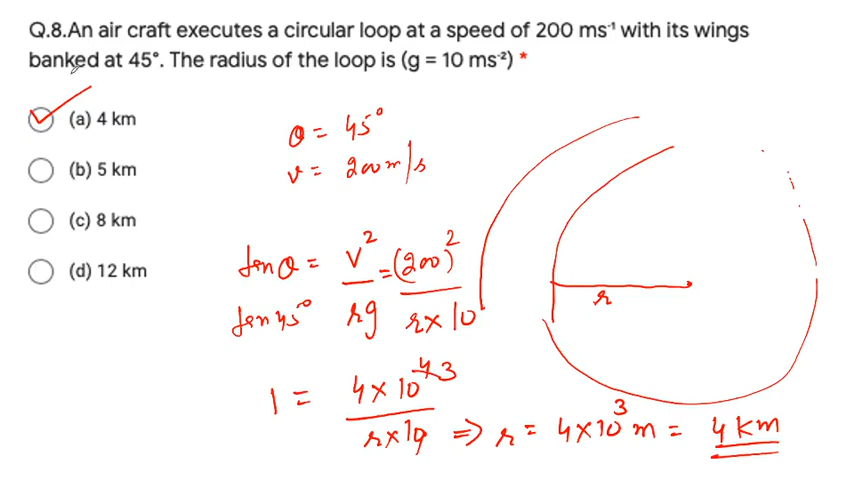 Q.8.An air craft executes a circular loop at a speed of 200 ms⁻¹ with its wings
banked at 45°. The radius of the loop is (g = 10 ms⁻²) *
(a) 4 km
(b) 5 km
(c) 8 km
(d) 12 km
θ = 45°
v = 200 m/s
tan θ = v²/rg = (200)²/r×10
tan 45°
1 = 4×10⁴ ³/r×10 ⇒ r = 4×10³ m = 4 km
r